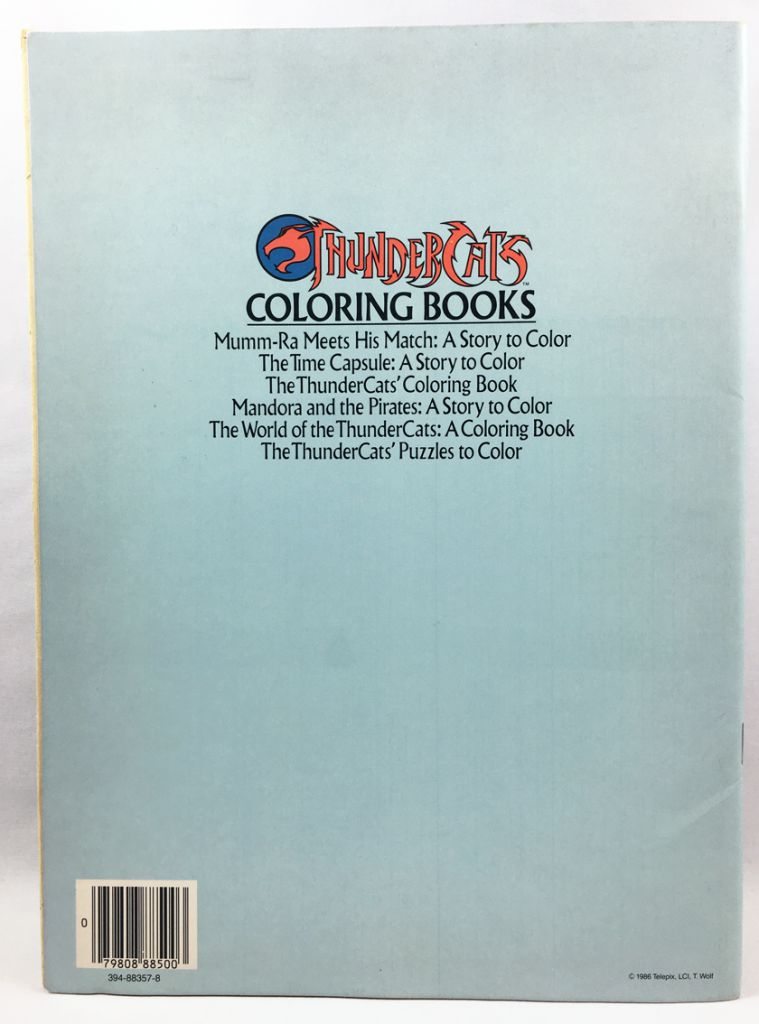 THUNDERCATS™
COLORING BOOKS
Mumm-Ra Meets His Match: A Story to Color
The Time Capsule: A Story to Color
The ThunderCats' Coloring Book
Mandora and the Pirates: A Story to Color
The World of the ThunderCats: A Coloring Book
The ThunderCats' Puzzles to Color
0
79808 88500
394-88357-8
© 1986 Telepix, LCI, T. Wolf